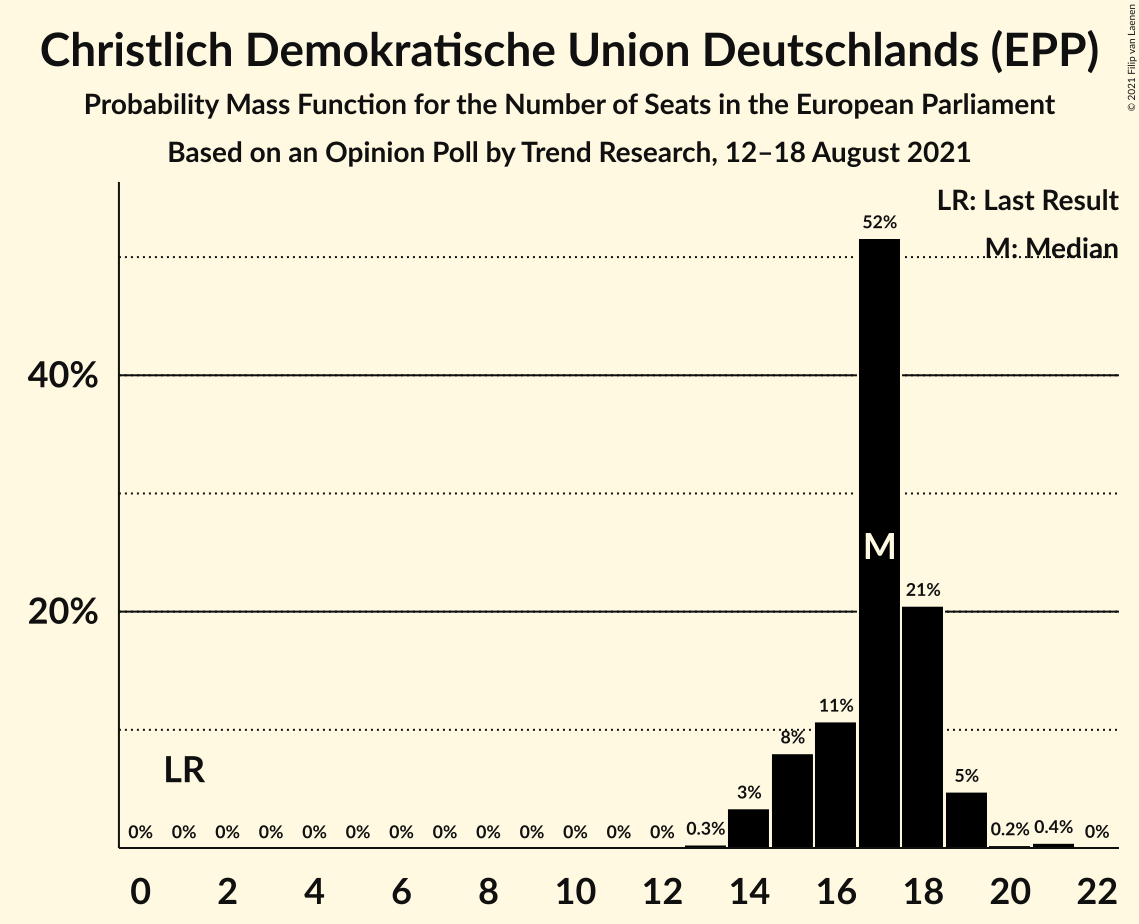 Christlich Demokratische Union Deutschlands (EPP)
Probability Mass Function for the Number of Seats in the European Parliament
Based on an Opinion Poll by Trend Research, 12–18 August 2021
© 2021 Filip van Laenen
LR: Last Result
M: Median
52%
40%
M
21%
20%
11%
8%
LR
5%
3%
0% 0% 0% 0% 0% 0% 0% 0% 0% 0% 0% 0% 0% 0.3% 0.2% 0.4% 0%
0 2 4 6 8 10 12 14 16 18 20 22